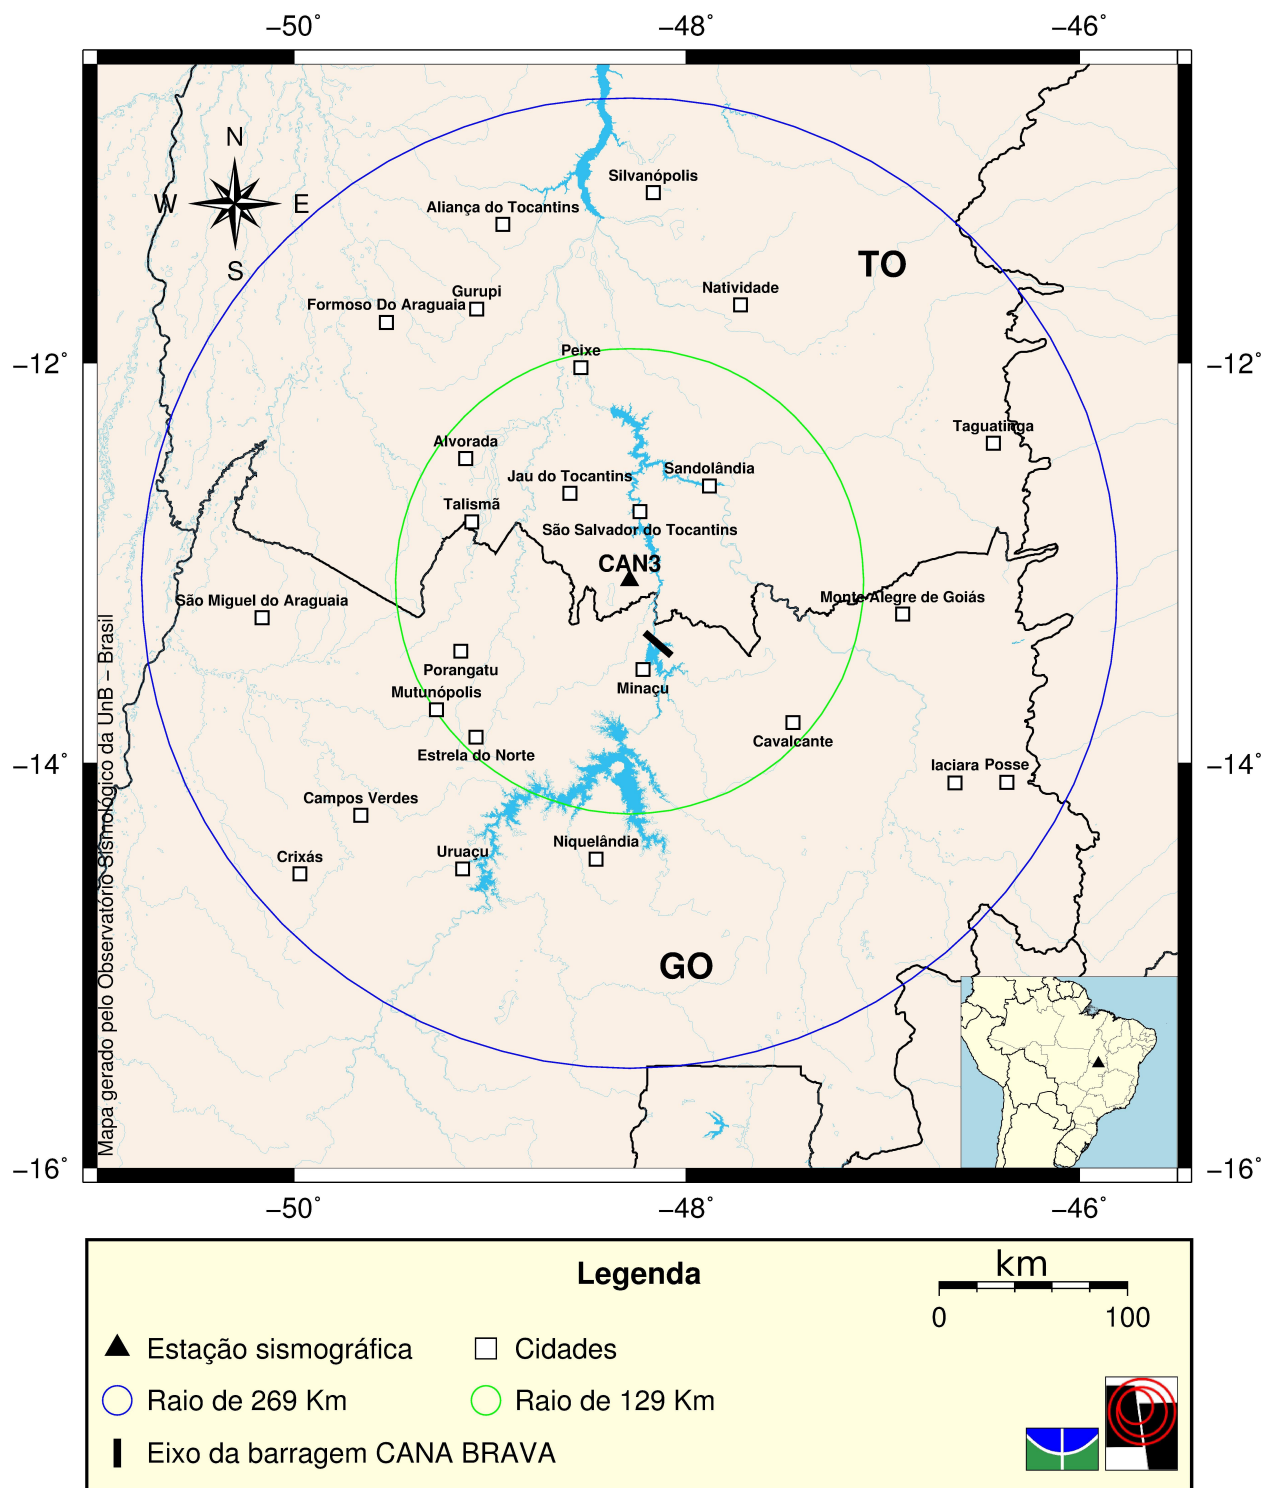 −50˚ −48˚ −46˚
N
W E
S
Silvanópolis
Aliança do Tocantins
TO
Natividade
Gurupi
Formoso Do Araguaia
Peixe
−12˚ −12˚
Taguatinga
Alvorada
Sandolândia
Jau do Tocantins
Talismã
São Salvador do Tocantins
CAN3
Monte Alegre de Goiás
São Miguel do Araguaia
Porangatu
Minaçu
Mutunópolis
Cavalcante
Estrela do Norte
−14˚ −14˚
Iaciara Posse
Campos Verdes
Niquelândia
Uruaçu
Crixás
GO
Mapa gerado pelo Observatório Sismológico da UnB − Brasil
−16˚ −16˚
−50˚ −48˚ −46˚
Legenda
km
0 100
Estação sismográfica
Cidades
Raio de 269 Km
Raio de 129 Km
Eixo da barragem CANA BRAVA